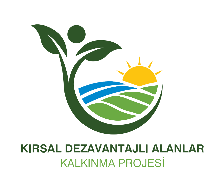 KIRSAL DEZAVANTAJLI ALANLAR
KALKINMA PROJESİ